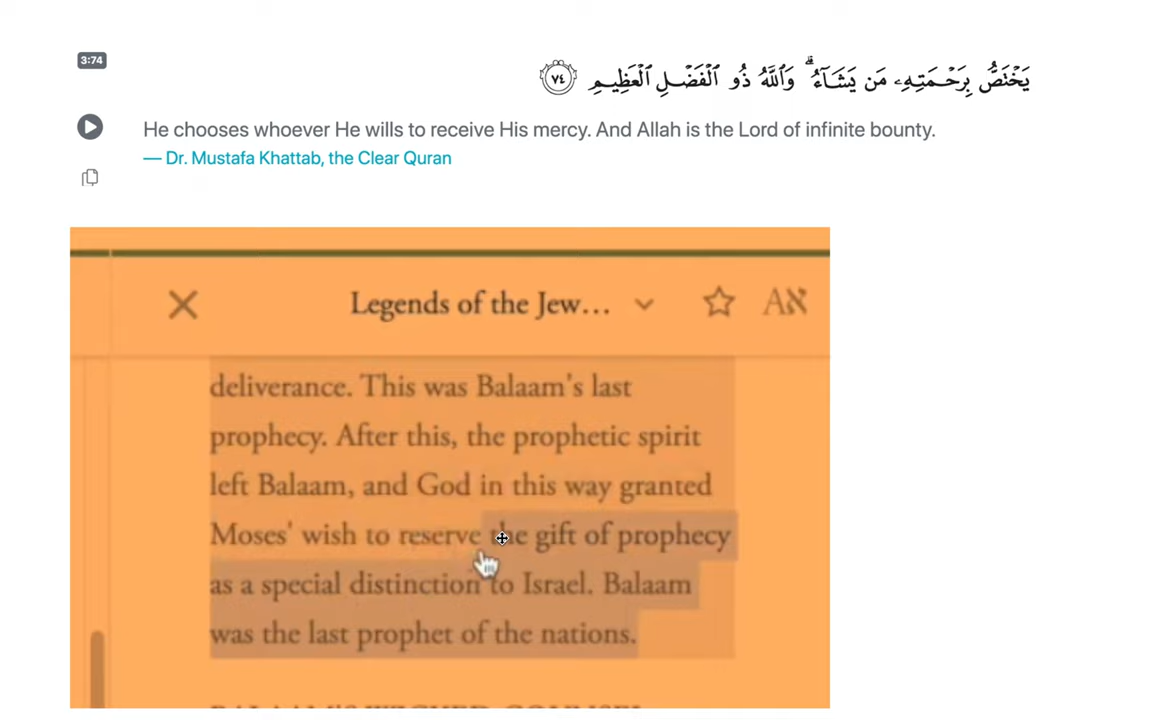 3:74
يَخْتَصُّ بِرَحْمَتِهِۦ مَن يَشَآءُ ۗ وَٱللَّهُ ذُو ٱلْفَضْلِ ٱلْعَظِيمِ ٧٤
He chooses whoever He wills to receive His mercy. And Allah is the Lord of infinite bounty.
— Dr. Mustafa Khattab, the Clear Quran
Legends of the Jew... Aא
deliverance. This was Balaam's last
prophecy. After this, the prophetic spirit
left Balaam, and God in this way granted
Moses' wish to reserve the gift of prophecy
as a special distinction to Israel. Balaam
was the last prophet of the nations.